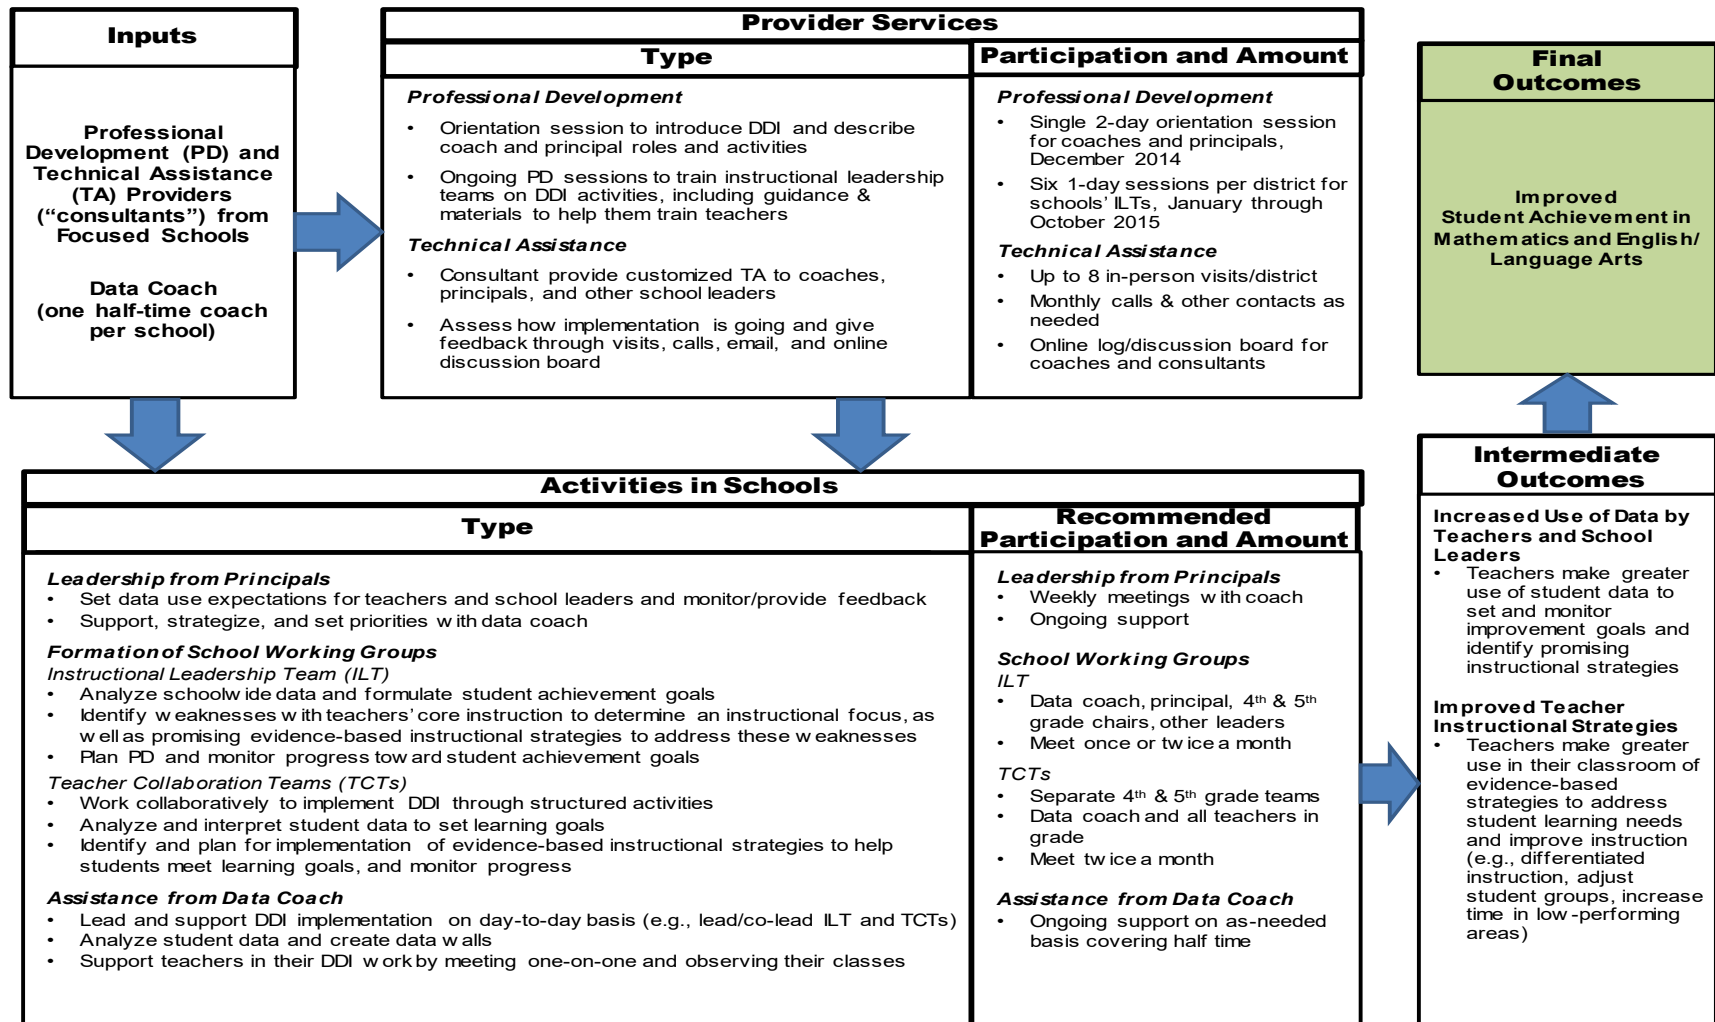 Inputs
Professional
Development (PD) and
Technical Assistance
(TA) Providers
(“consultants”) from
Focused Schools
Data Coach
(one half-time coach
per school)
Provider Services
Type
Professional Development
• Orientation session to introduce DDI and describe
coach and principal roles and activities
• Ongoing PD sessions to train instructional leadership
teams on DDI activities, including guidance &
materials to help them train teachers
Technical Assistance
• Consultant provide customized TA to coaches,
principals, and other school leaders
• Assess how implementation is going and give
feedback through visits, calls, email, and online
discussion board
Participation and Amount
Professional Development
• Single 2-day orientation session
for coaches and principals,
December 2014
• Six 1-day sessions per district for
schools’ ILTs, January through
October 2015
Technical Assistance
• Up to 8 in-person visits/district
• Monthly calls & other contacts as
needed
• Online log/discussion board for
coaches and consultants
Final
Outcomes
Improved
Student Achievement in
Mathematics and English/
Language Arts
Activities in Schools
Type
Leadership from Principals
• Set data use expectations for teachers and school leaders and monitor/provide feedback
• Support, strategize, and set priorities with data coach
Formation of School Working Groups
Instructional Leadership Team (ILT)
• Analyze schoolwide data and formulate student achievement goals
• Identify weaknesses with teachers’ core instruction to determine an instructional focus, as
well as promising evidence-based instructional strategies to address these weaknesses
• Plan PD and monitor progress toward student achievement goals
Teacher Collaboration Teams (TCTs)
• Work collaboratively to implement DDI through structured activities
• Analyze and interpret student data to set learning goals
• Identify and plan for implementation of evidence-based instructional strategies to help
students meet learning goals, and monitor progress
Assistance from Data Coach
• Lead and support DDI implementation on day-to-day basis (e.g., lead/co-lead ILT and TCTs)
• Analyze student data and create data walls
• Support teachers in their DDI work by meeting one-on-one and observing their classes
Recommended
Participation and Amount
Leadership from Principals
• Weekly meetings with coach
• Ongoing support
School Working Groups
ILT
• Data coach, principal, 4th & 5th
grade chairs, other leaders
• Meet once or twice a month
TCTs
• Separate 4th & 5th grade teams
• Data coach and all teachers in
grade
• Meet twice a month
Assistance from Data Coach
• Ongoing support on as-needed
basis covering half time
Intermediate
Outcomes
Increased Use of Data by
Teachers and School
Leaders
• Teachers make greater
use of student data to
set and monitor
improvement goals and
identify promising
instructional strategies
Improved Teacher
Instructional Strategies
• Teachers make greater
use in their classroom of
evidence-based
strategies to address
student learning needs
and improve instruction
(e.g., differentiated
instruction, adjust
student groups, increase
time in low-performing
areas)